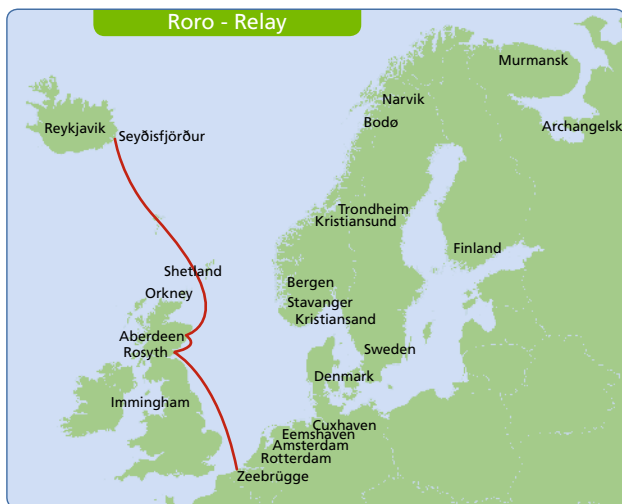 Roro - Relay
Murmansk
Narvik
Bodø
Reykjavik
Seyðisfjörður
Archangelsk
Trondheim
Kristiansund
Finland
Shetland
Orkney
Bergen
Stavanger
Kristiansand
Aberdeen
Rosyth
Sweden
Denmark
Immingham
Cuxhaven
Eemshaven
Amsterdam
Rotterdam
Zeebrügge